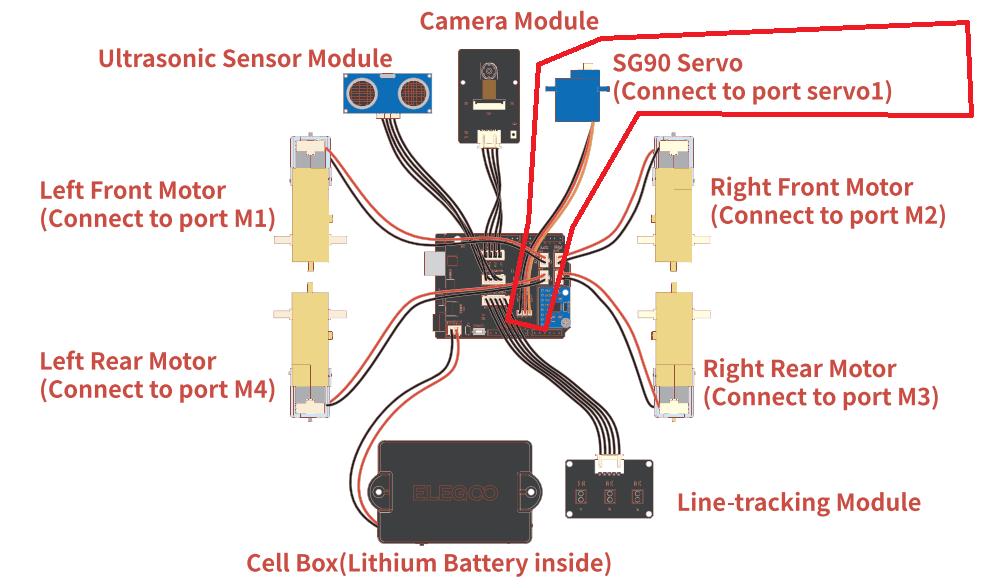 Camera Module
Ultrasonic Sensor Module
SG90 Servo
(Connect to port servo1)
Left Front Motor
(Connect to port M1)
Right Front Motor
(Connect to port M2)
Left Rear Motor
(Connect to port M4)
Right Rear Motor
(Connect to port M3)
ELEGOO
Line-tracking Module
Cell Box(Lithium Battery inside)